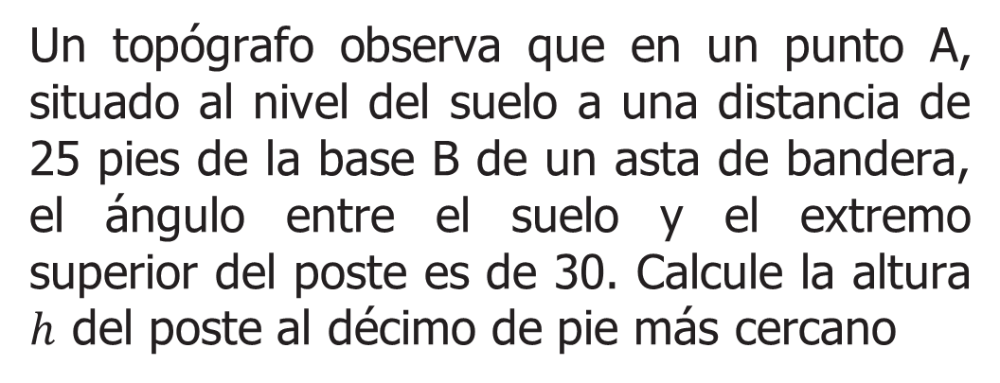 Un topógrafo observa que en un punto A,
situado al nivel del suelo a una distancia de
25 pies de la base B de un asta de bandera,
el ángulo entre el suelo y el extremo
superior del poste es de 30. Calcule la altura
h del poste al décimo de pie más cercano